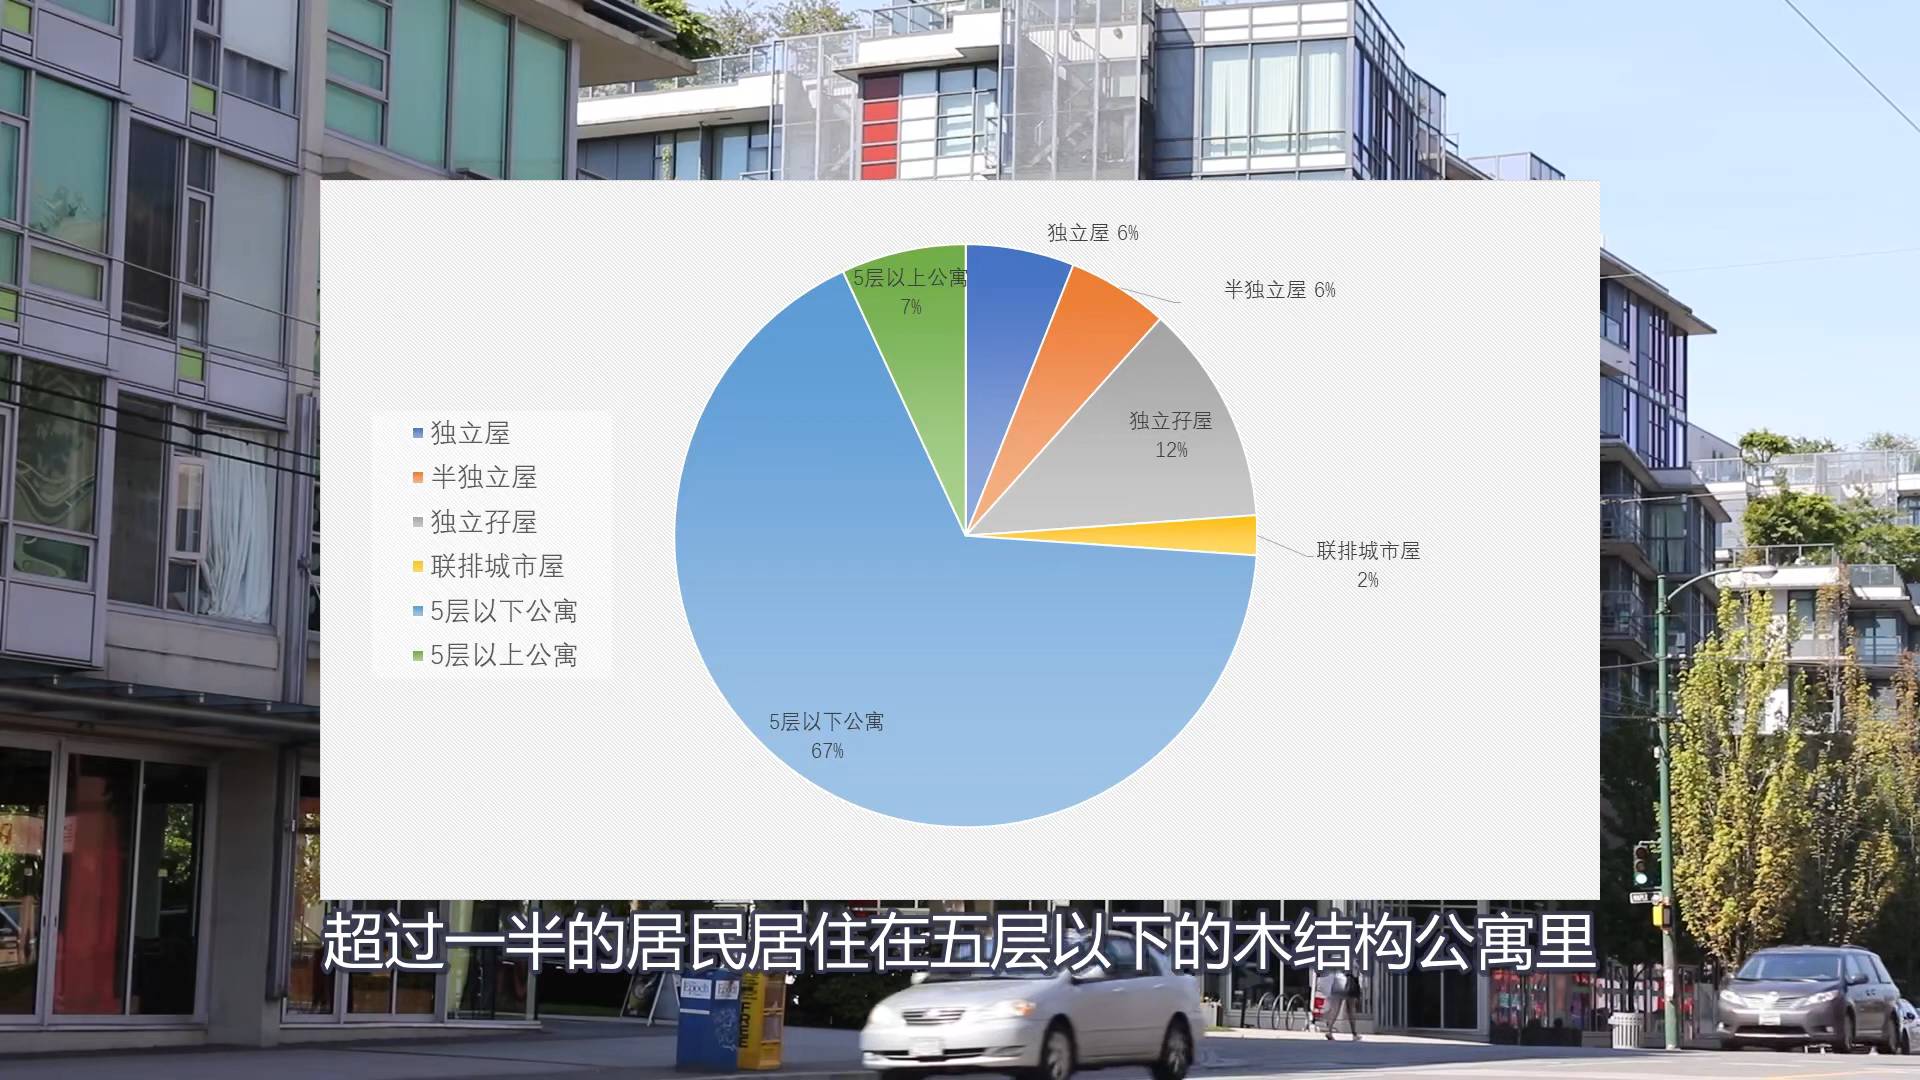 独立屋 6%
半独立屋 6%
5层以上公寓
7%
独立孖屋
12%
联排城市屋
2%
5层以下公寓
67%
独立屋
半独立屋
独立孖屋
联排城市屋
5层以下公寓
5层以上公寓
超过一半的居民居住在五层以下的木结构公寓里
Epoch
FREE